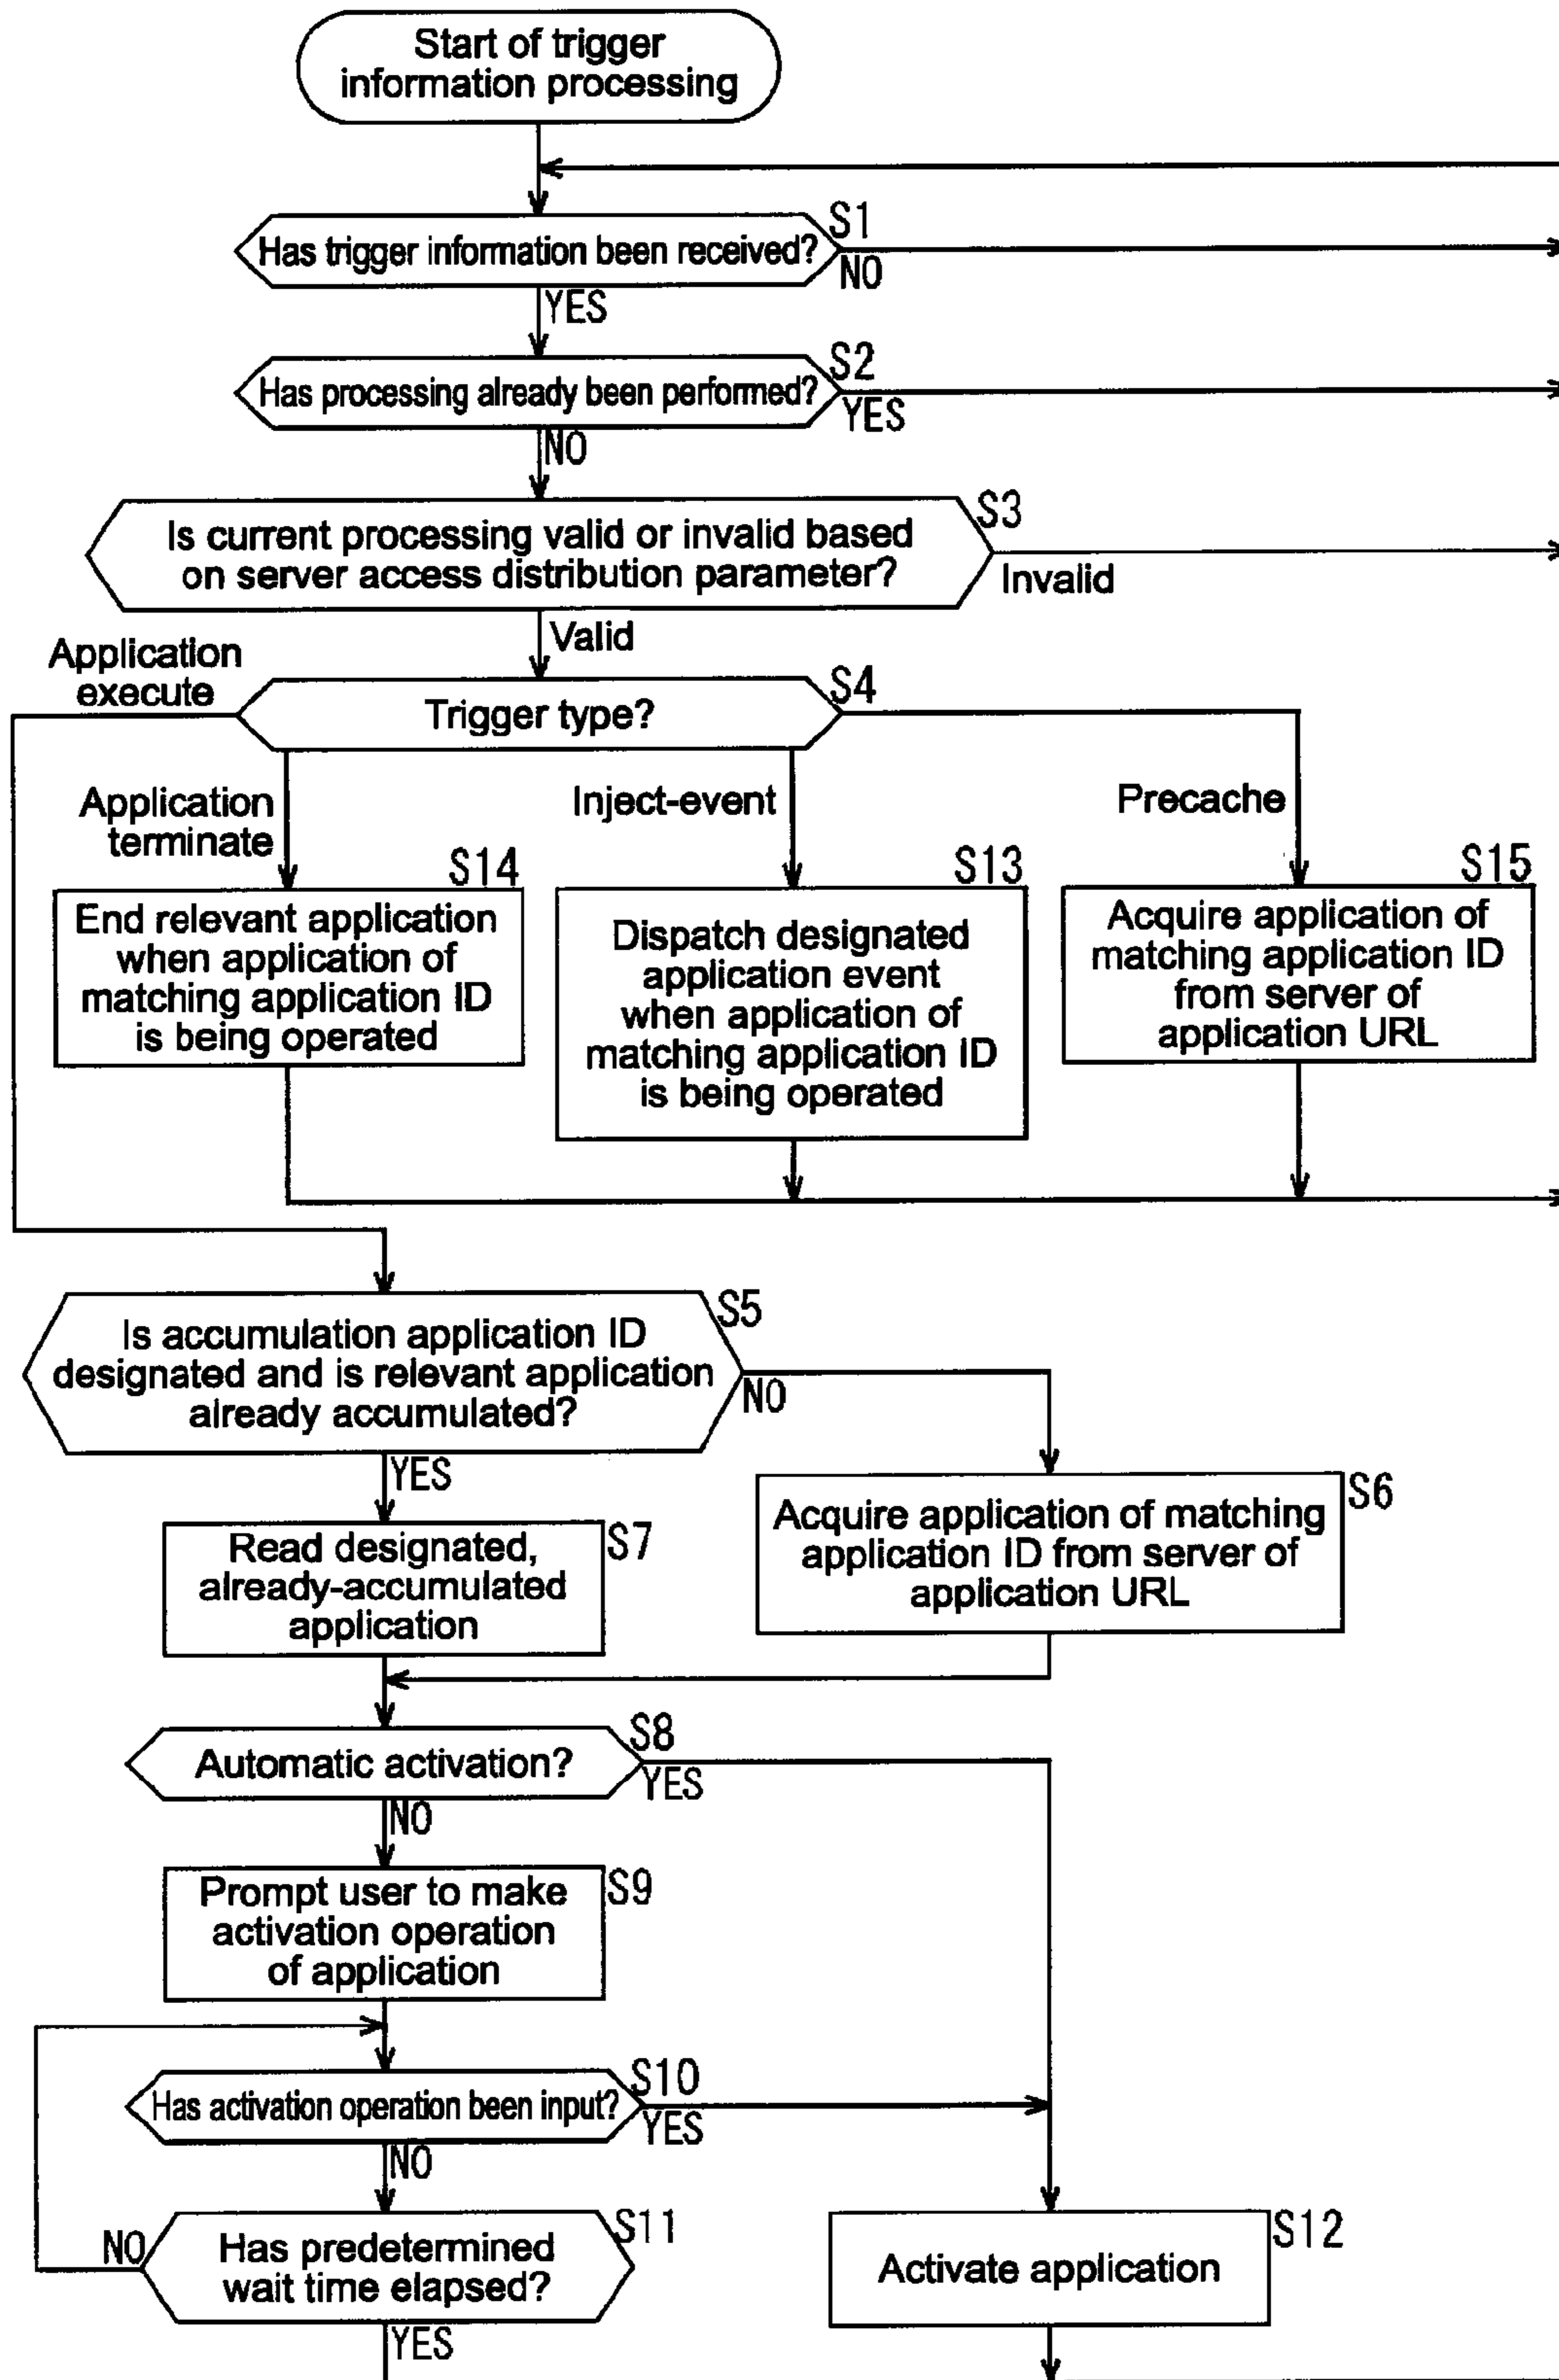 Start of trigger
information processing
S1
Has trigger information been received?
NO
YES
S2
Has processing already been performed?
YES
NO
S3
Is current processing valid or invalid based
on server access distribution parameter?
Invalid
Valid
Application
execute
S4
Trigger type?
Application
terminate
Inject-event
Precache
S14
End relevant application
when application of
matching application ID
is being operated
S13
Dispatch designated
application event
when application of
matching application ID
is being operated
S15
Acquire application of
matching application ID
from server of
application URL
S5
Is accumulation application ID
designated and is relevant application
already accumulated?
NO
YES
S7
Read designated,
already-accumulated
application
S6
Acquire application of matching
application ID from server of
application URL
S8
Automatic activation?
YES
NO
S9
Prompt user to make
activation operation
of application
S10
Has activation operation been input?
YES
NO
S11
Has predetermined
wait time elapsed?
NO
YES
S12
Activate application